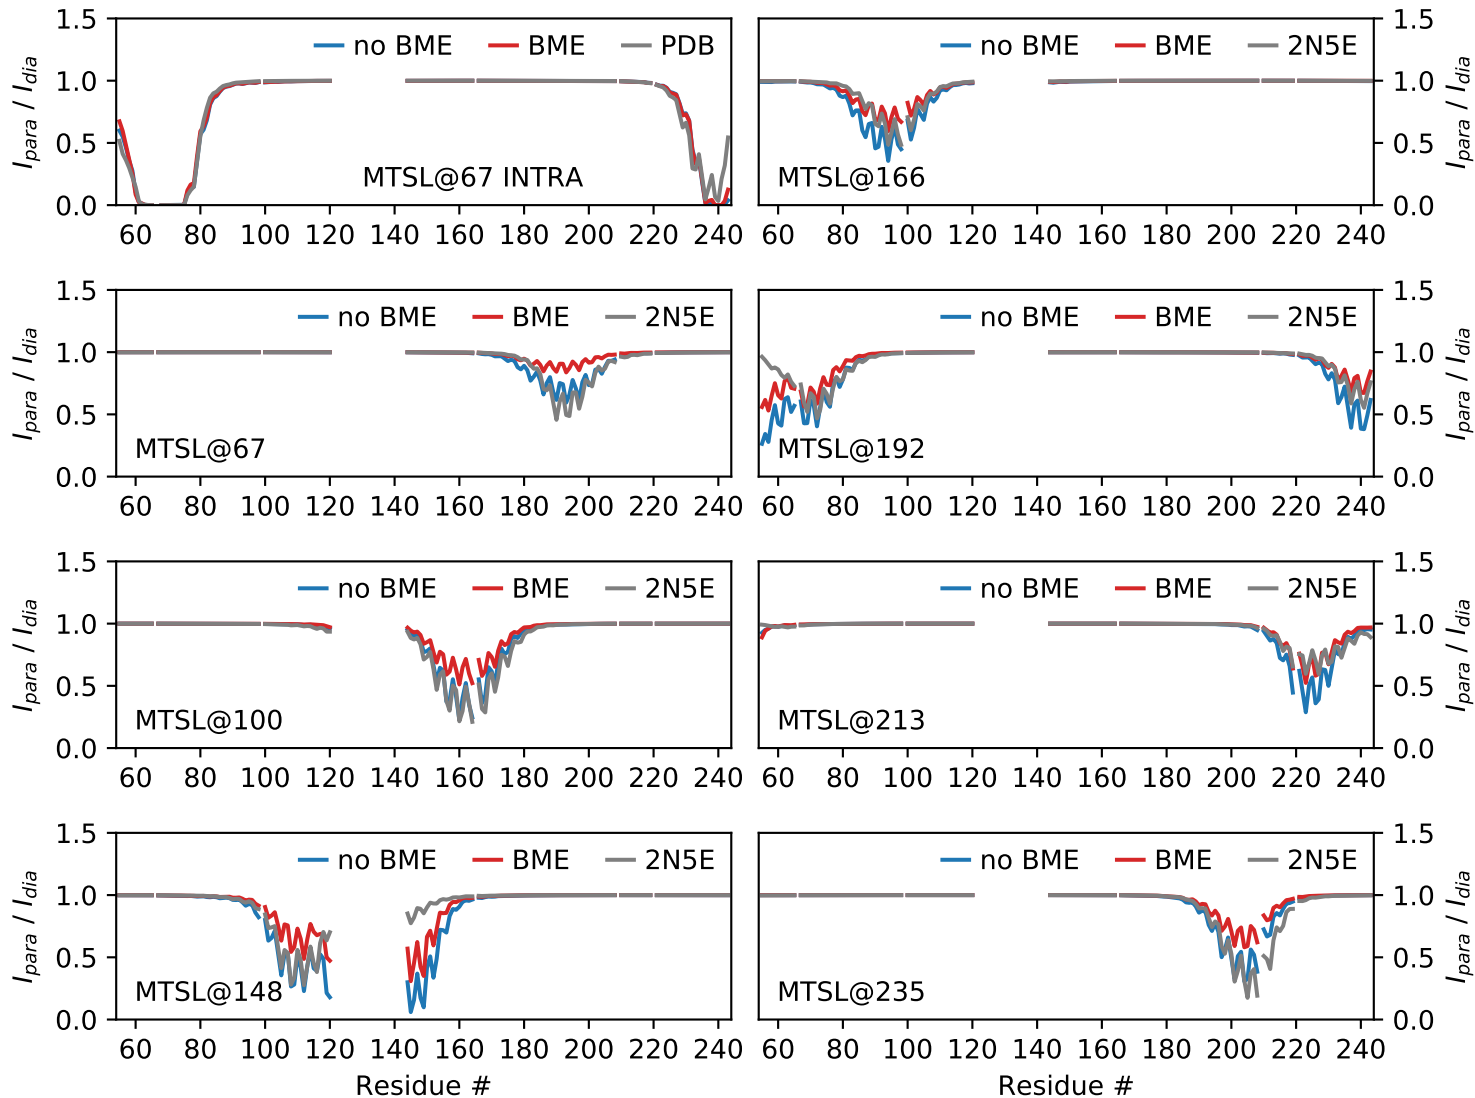 I_para / I_dia
1.5
1.0
0.5
0.0
no BME BME PDB
MTSL@67 INTRA
60 80 100 120 140 160 180 200 220 240
no BME BME 2N5E
MTSL@166
60 80 100 120 140 160 180 200 220 240
1.5
1.0
0.5
0.0
I_para / I_dia
I_para / I_dia
1.5
1.0
0.5
0.0
no BME BME 2N5E
MTSL@67
60 80 100 120 140 160 180 200 220 240
no BME BME 2N5E
MTSL@192
60 80 100 120 140 160 180 200 220 240
1.5
1.0
0.5
0.0
I_para / I_dia
I_para / I_dia
1.5
1.0
0.5
0.0
no BME BME 2N5E
MTSL@100
60 80 100 120 140 160 180 200 220 240
no BME BME 2N5E
MTSL@213
60 80 100 120 140 160 180 200 220 240
1.5
1.0
0.5
0.0
I_para / I_dia
I_para / I_dia
1.5
1.0
0.5
0.0
no BME BME 2N5E
MTSL@148
60 80 100 120 140 160 180 200 220 240
Residue #
no BME BME 2N5E
MTSL@235
60 80 100 120 140 160 180 200 220 240
Residue #
1.5
1.0
0.5
0.0
I_para / I_dia